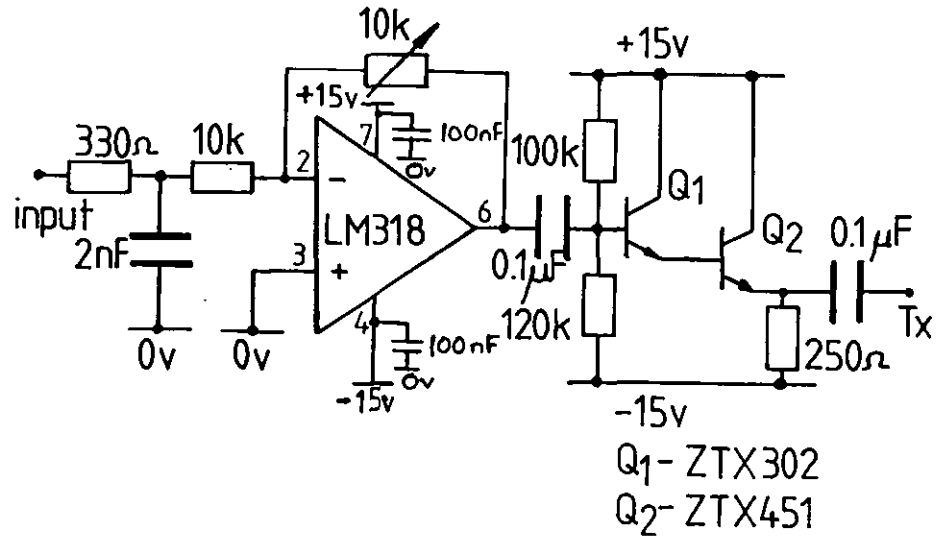 10k
+15v
+15v
7
100nF
0v
330Ω
10k
100k
Q1
2
-
input
LM318
6
Q2
2nF
3
+
0.1µF
0.1µF
Tx
120k
4
100nF
0v
250Ω
0v
0v
-15v
-15v
Q1- ZTX302
Q2- ZTX451